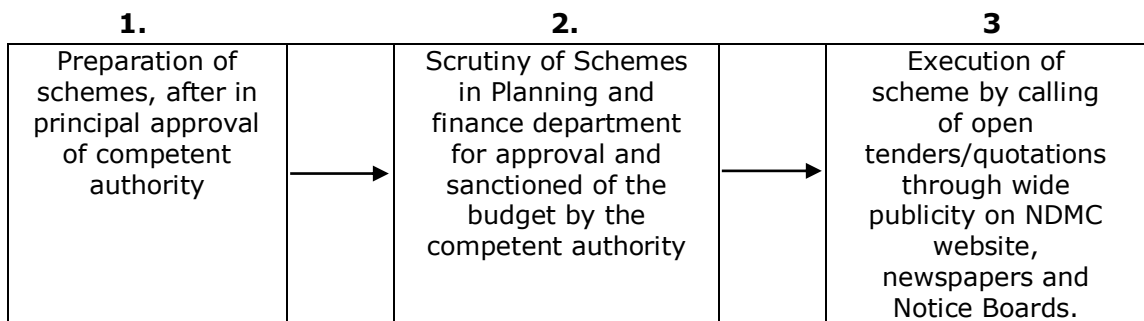 1.
Preparation of
schemes, after in
principal approval
of competent
authority
2.
Scrutiny of Schemes
in Planning and
finance department
for approval and
sanctioned of the
budget by the
competent authority
3
Execution of
scheme by calling
of open
tenders/quotations
through wide
publicity on NDMC
website,
newspapers and
Notice Boards.